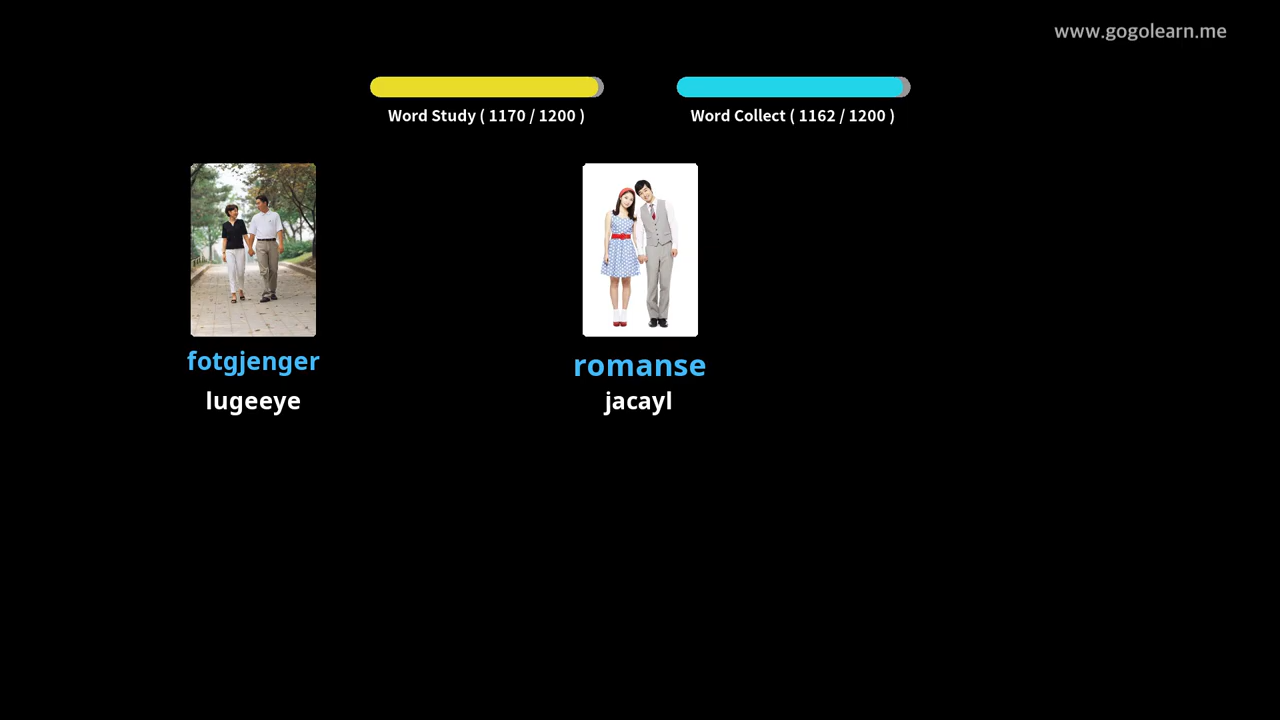 www.gogolearn.me
Word Study ( 1170 / 1200 )
Word Collect ( 1162 / 1200 )
fotgjenger
lugeeye
romanse
jacayl